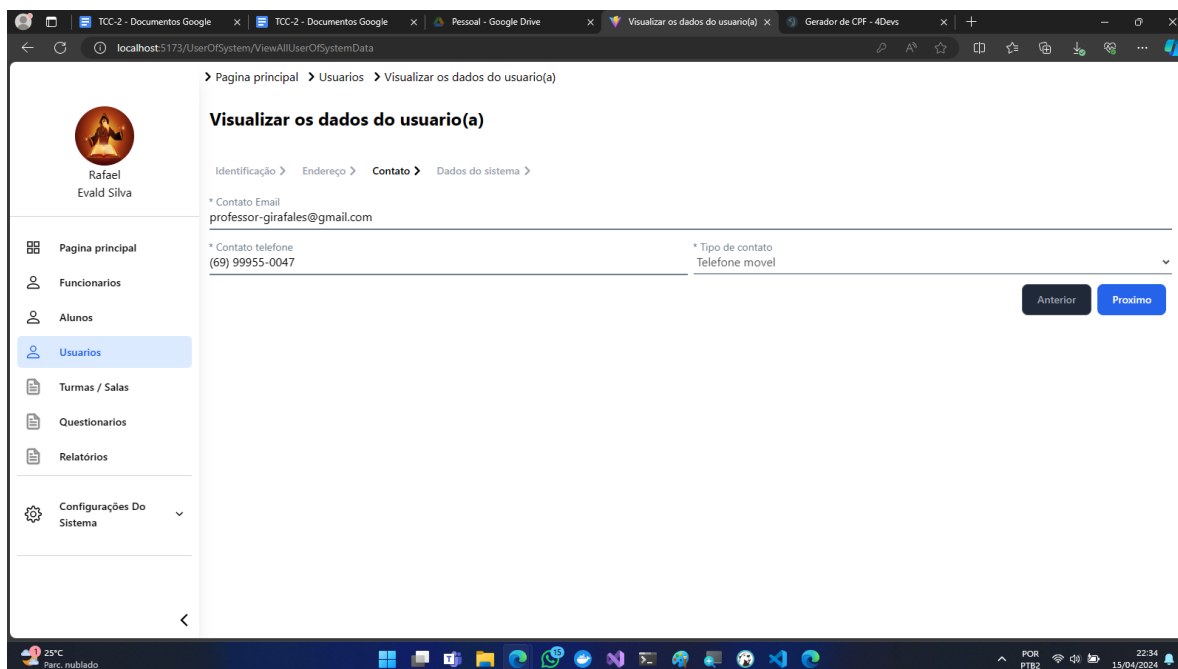 TCC-2 - Documentos Google
TCC-2 - Documentos Google
Pessoal - Google Drive
Visualizar os dados do usuario(a)
Gerador de CPF - 4Devs
localhost:5173/UserOfSystem/ViewAllUserOfSystemData
Pagina principal
Usuarios
Visualizar os dados do usuario(a)
Rafael
Evald Silva
Pagina principal
Funcionarios
Alunos
Usuarios
Turmas / Salas
Questionarios
Relatórios
Configurações Do
Sistema
Visualizar os dados do usuario(a)
Identificação
Endereço
Contato
Dados do sistema
* Contato Email
professor-girafales@gmail.com
* Contato telefone
(69) 99955-0047
* Tipo de contato
Telefone movel
Anterior
Proximo
1
25°C
Parc. nublado
15
POR
PTB2
22:34
15/04/2024